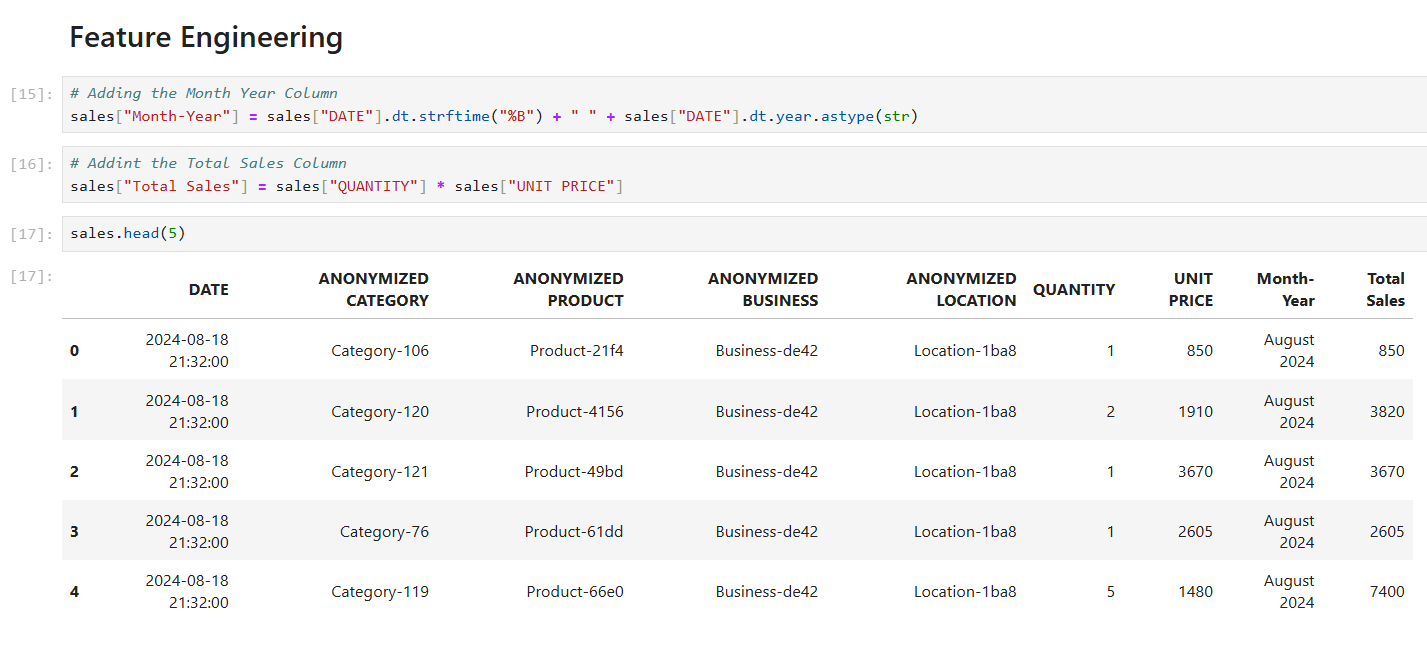 Feature Engineering
[15]:
# Adding the Month Year Column
sales["Month-Year"] = sales["DATE"].dt.strftime("%B") + " " + sales["DATE"].dt.year.astype(str)
[16]:
# Addint the Total Sales Column
sales["Total Sales"] = sales["QUANTITY"] * sales["UNIT PRICE"]
[17]:
sales.head(5)
[17]:
DATE ANONYMIZED CATEGORY ANONYMIZED PRODUCT ANONYMIZED BUSINESS ANONYMIZED LOCATION QUANTITY UNIT PRICE Month-Year Total Sales
0 2024-08-18 21:32:00 Category-106 Product-21f4 Business-de42 Location-1ba8 1 850 August 2024 850
1 2024-08-18 21:32:00 Category-120 Product-4156 Business-de42 Location-1ba8 2 1910 August 2024 3820
2 2024-08-18 21:32:00 Category-121 Product-49bd Business-de42 Location-1ba8 1 3670 August 2024 3670
3 2024-08-18 21:32:00 Category-76 Product-61dd Business-de42 Location-1ba8 1 2605 August 2024 2605
4 2024-08-18 21:32:00 Category-119 Product-66e0 Business-de42 Location-1ba8 5 1480 August 2024 7400